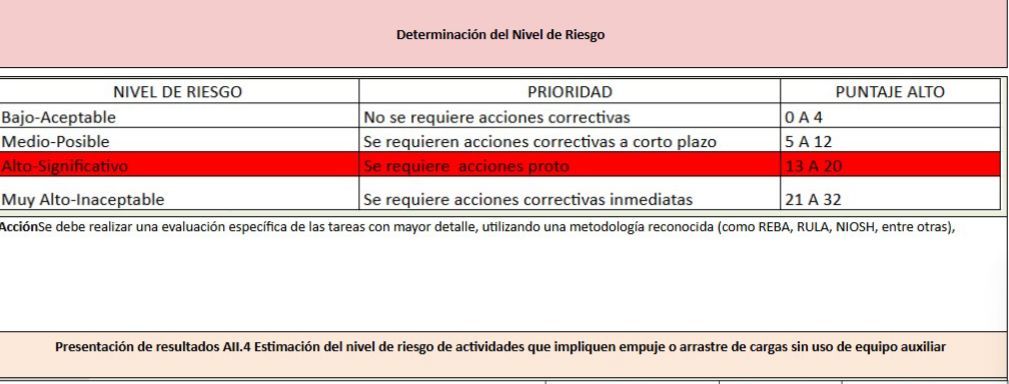 Determinación del Nivel de Riesgo
NIVEL DE RIESGO PRIORIDAD PUNTAJE ALTO
Bajo-Aceptable No se requiere acciones correctivas 0 A 4
Medio-Posible Se requieren acciones correctivas a corto plazo 5 A 12
Alto-Significativo Se requiere acciones proto 13 A 20
Muy Alto-Inaceptable Se requiere acciones correctivas inmediatas 21 A 32
AcciónSe debe realizar una evaluación específica de las tareas con mayor detalle, utilizando una metodología reconocida (como REBA, RULA, NIOSH, entre otras),
Presentación de resultados AII.4 Estimación del nivel de riesgo de actividades que impliquen empuje o arrastre de cargas sin uso de equipo auxiliar